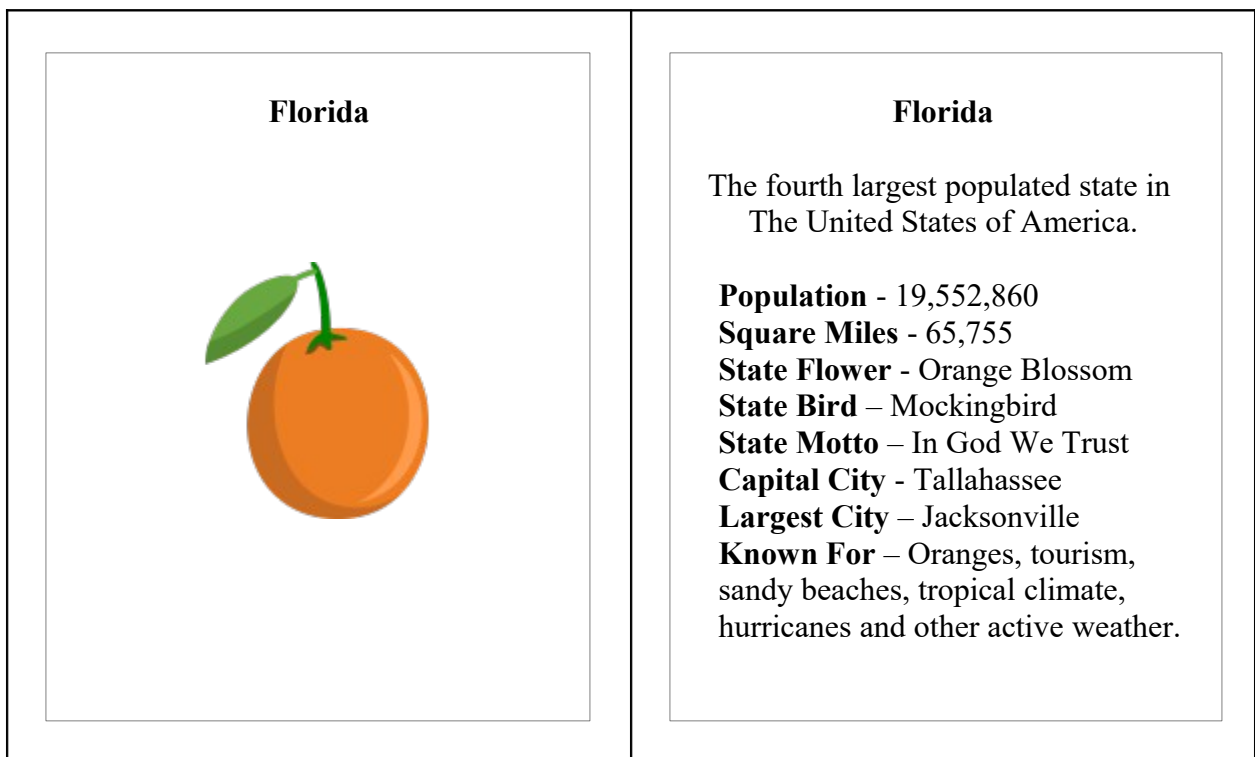 Florida
Florida
The fourth largest populated state in
The United States of America.
Population - 19,552,860
Square Miles - 65,755
State Flower - Orange Blossom
State Bird – Mockingbird
State Motto – In God We Trust
Capital City - Tallahassee
Largest City – Jacksonville
Known For – Oranges, tourism,
sandy beaches, tropical climate,
hurricanes and other active weather.